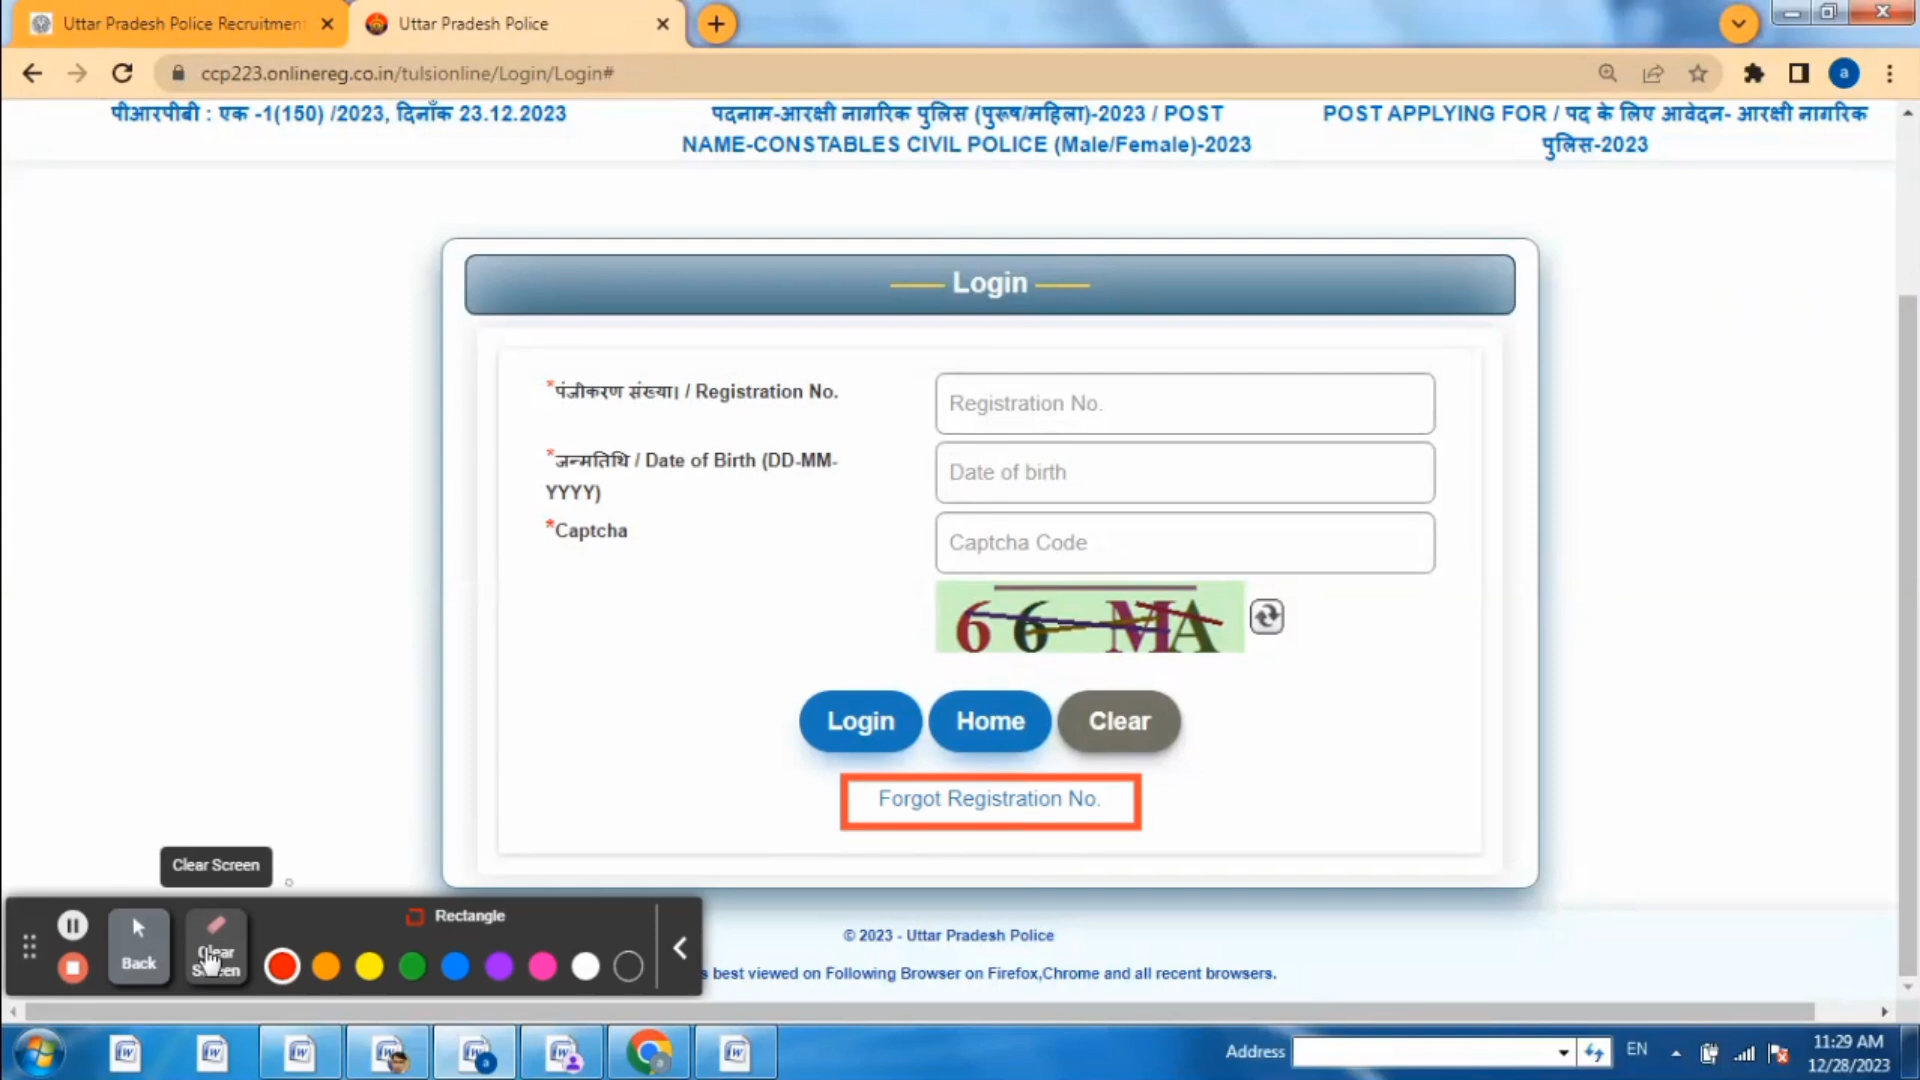 Uttar Pradesh Police Recruitmen
Uttar Pradesh Police
ccp223.onlinereg.co.in/tulsionline/Login/Login#
a
पीआरपीबी : एक -1(150) /2023, दिनाँक 23.12.2023
पदनाम-आरक्षी नागरिक पुलिस (पुरूष/महिला)-2023 / POST
NAME-CONSTABLES CIVIL POLICE (Male/Female)-2023
POST APPLYING FOR / पद के लिए आवेदन- आरक्षी नागरिक
पुलिस-2023
Login
*पंजीकरण संख्या। / Registration No.
Registration No.
*जन्मतिथि / Date of Birth (DD-MM-
YYYY)
Date of birth
*Captcha
Captcha Code
6 6 MA
Login
Home
Clear
Forgot Registration No.
Clear Screen
Rectangle
Back
Clear
Screen
© 2023 - Uttar Pradesh Police
s best viewed on Following Browser on Firefox,Chrome and all recent browsers.
Address
EN
11:29 AM
12/28/2023